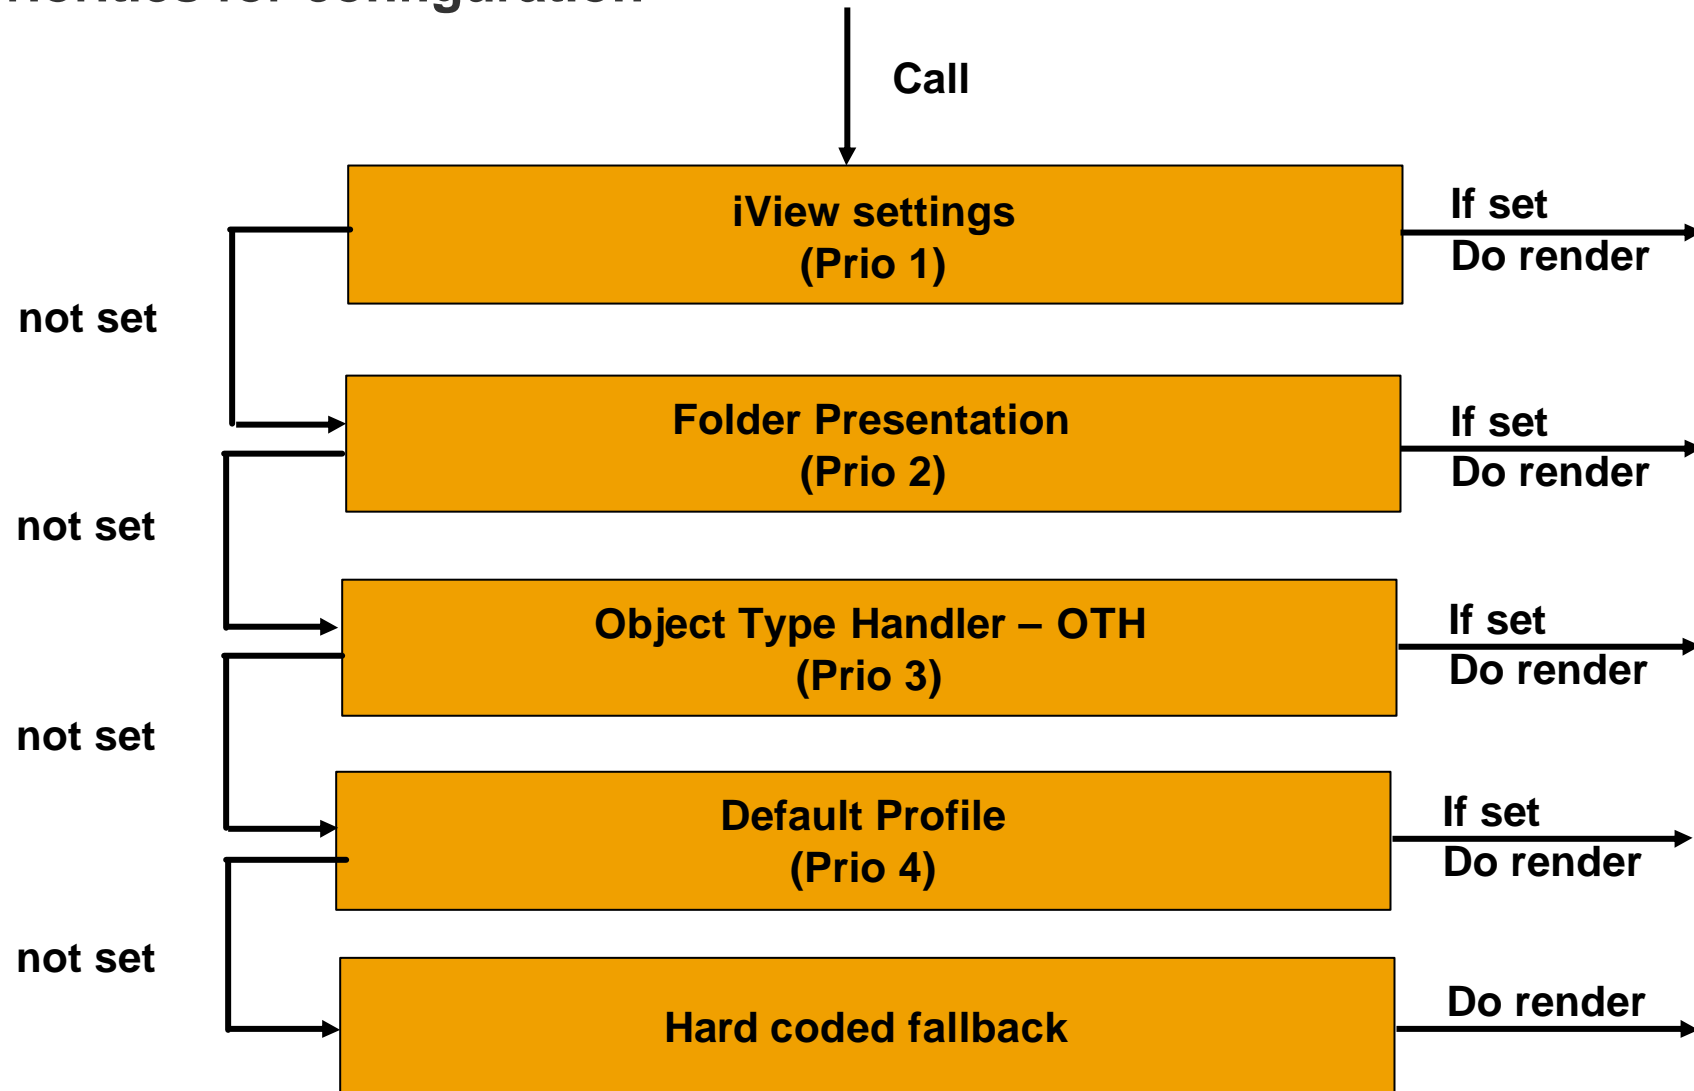 for configuration
Call
iView settings
(Prio 1)
If set
Do render
not set
Folder Presentation
(Prio 2)
If set
Do render
not set
Object Type Handler – OTH
(Prio 3)
If set
Do render
not set
Default Profile
(Prio 4)
If set
Do render
not set
Hard coded fallback
Do render